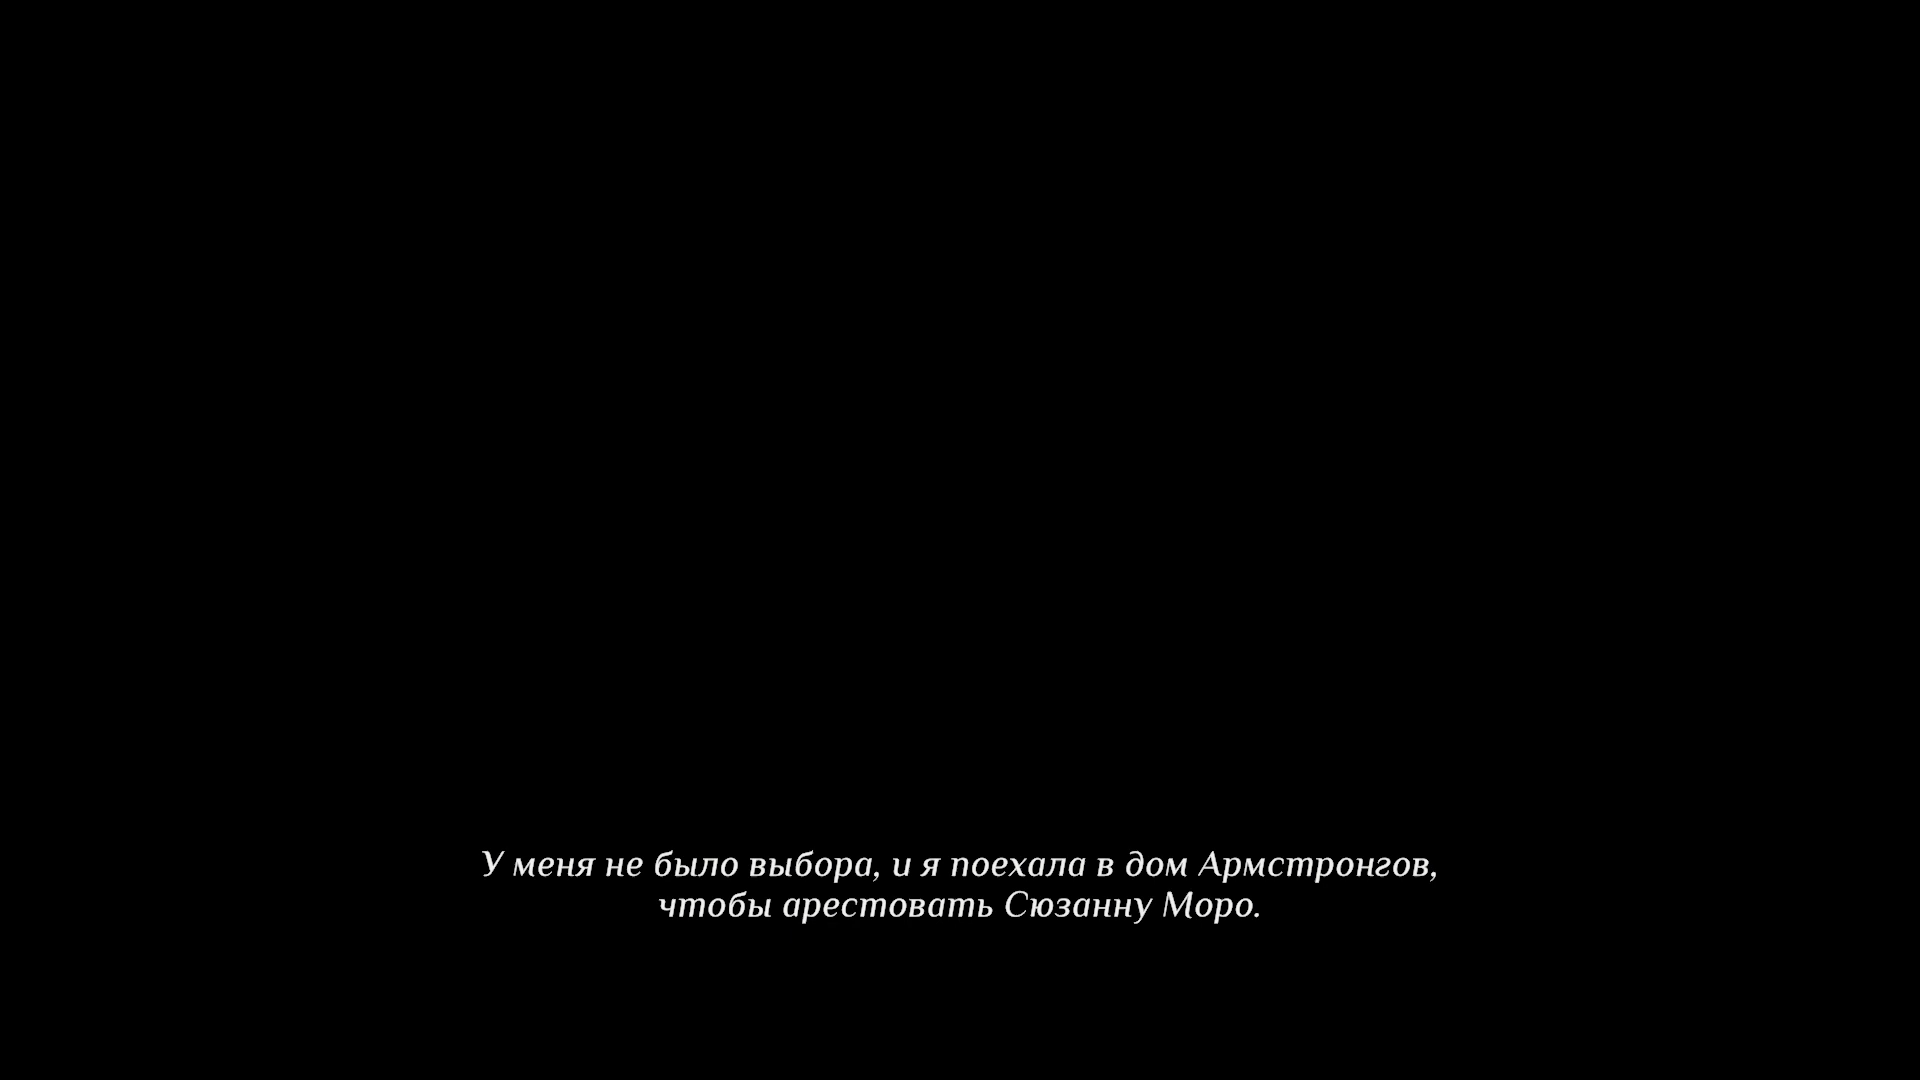 У меня не было выбора, и я поехала в дом Армстронгов,
чтобы арестовать Сюзанну Моро.